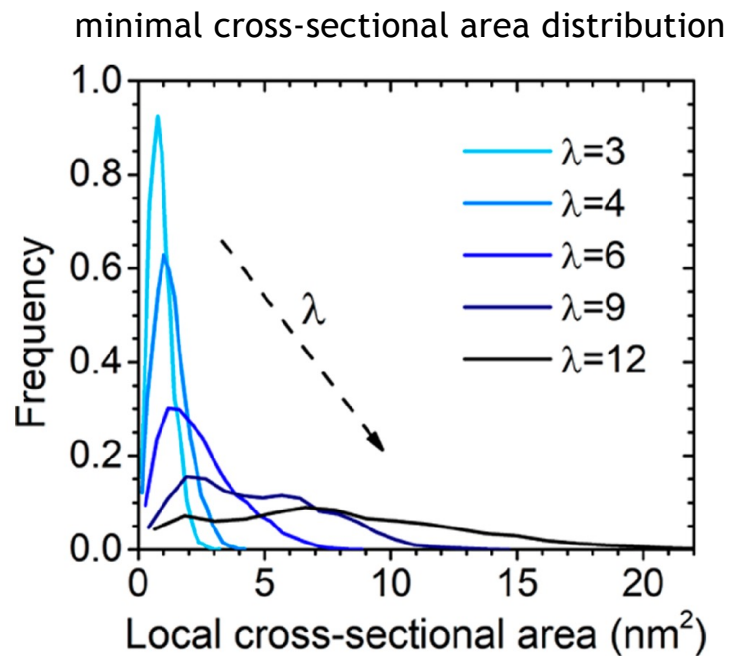 minimal cross-sectional area distribution
1.0
0.8
0.6
0.4
0.2
0.0
Frequency
λ=3
λ=4
λ=6
λ=9
λ=12
λ
0 5 10 15 20
Local cross-sectional area (nm²)